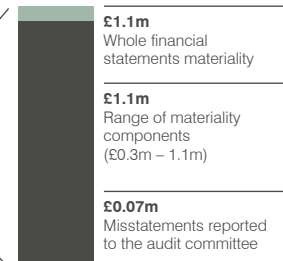 £1.1m
Whole financial
statements materiality
£1.1m
Range of materiality
components
(£0.3m – 1.1m)
£0.07m
Misstatements reported
to the audit committee